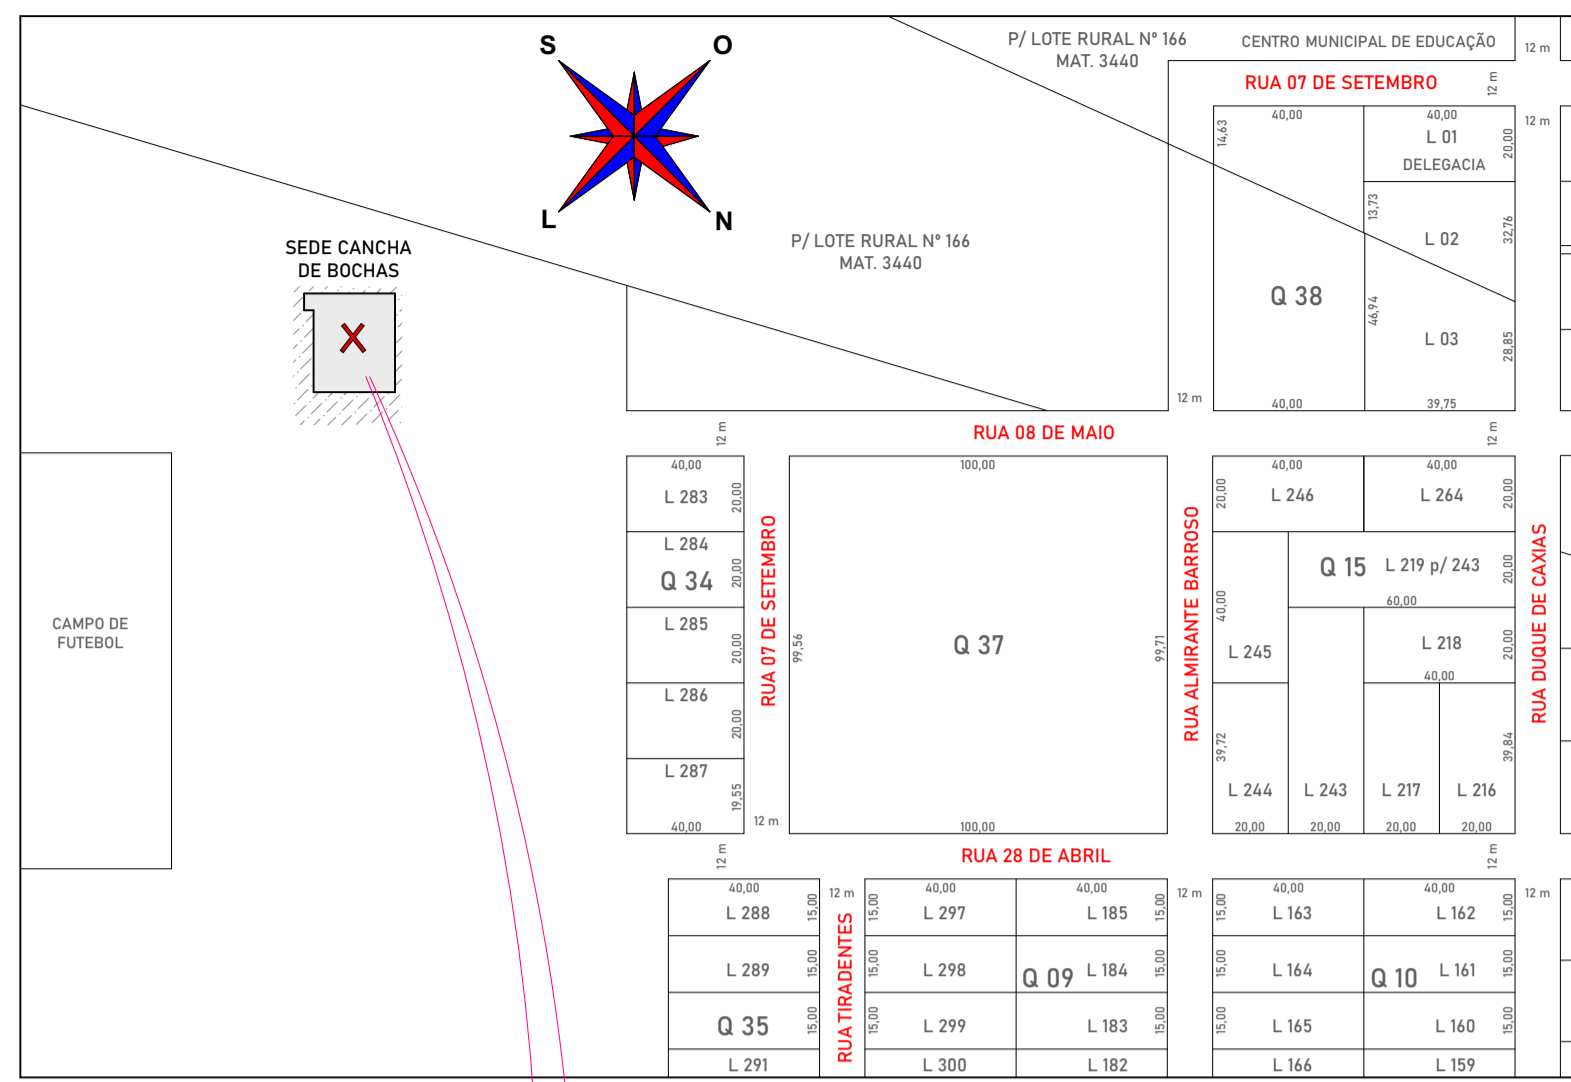 S
O
L
N
P/ LOTE RURAL Nº 166
MAT. 3440
CENTRO MUNICIPAL DE EDUCAÇÃO
12 m
RUA 07 DE SETEMBRO
12 m
12 m
40,00
40,00
14,63
L 01
20,00
DELEGACIA
13,73
L 02
32,76
Q 38
46,94
L 03
28,85
40,00
39,75
12 m
SEDE CANCHA
DE BOCHAS
P/ LOTE RURAL Nº 166
MAT. 3440
12 m
RUA 08 DE MAIO
12 m
CAMPO DE
FUTEBOL
40,00
L 283
20,00
L 284
Q 34
20,00
L 285
20,00
L 286
20,00
L 287
19,55
40,00
RUA 07 DE SETEMBRO
12 m
100,00
99,56
Q 37
99,71
100,00
RUA ALMIRANTE BARROSO
40,00
40,00
20,00
L 246
L 264
20,00
Q 15
L 219 p/ 243
20,00
60,00
40,00
L 245
L 218
20,00
40,00
39,72
39,84
L 244
L 243
L 217
L 216
20,00
20,00
20,00
20,00
RUA DUQUE DE CAXIAS
12 m
RUA 28 DE ABRIL
12 m
40,00
L 288
15,00
L 289
15,00
Q 35
15,00
L 291
12 m
RUA TIRADENTES
40,00
40,00
15,00
L 297
L 185
15,00
15,00
L 298
Q 09
L 184
15,00
15,00
L 299
L 183
15,00
L 300
L 182
12 m
40,00
40,00
15,00
L 163
L 162
15,00
15,00
L 164
Q 10
L 161
15,00
15,00
L 165
L 160
15,00
L 166
L 159
12 m